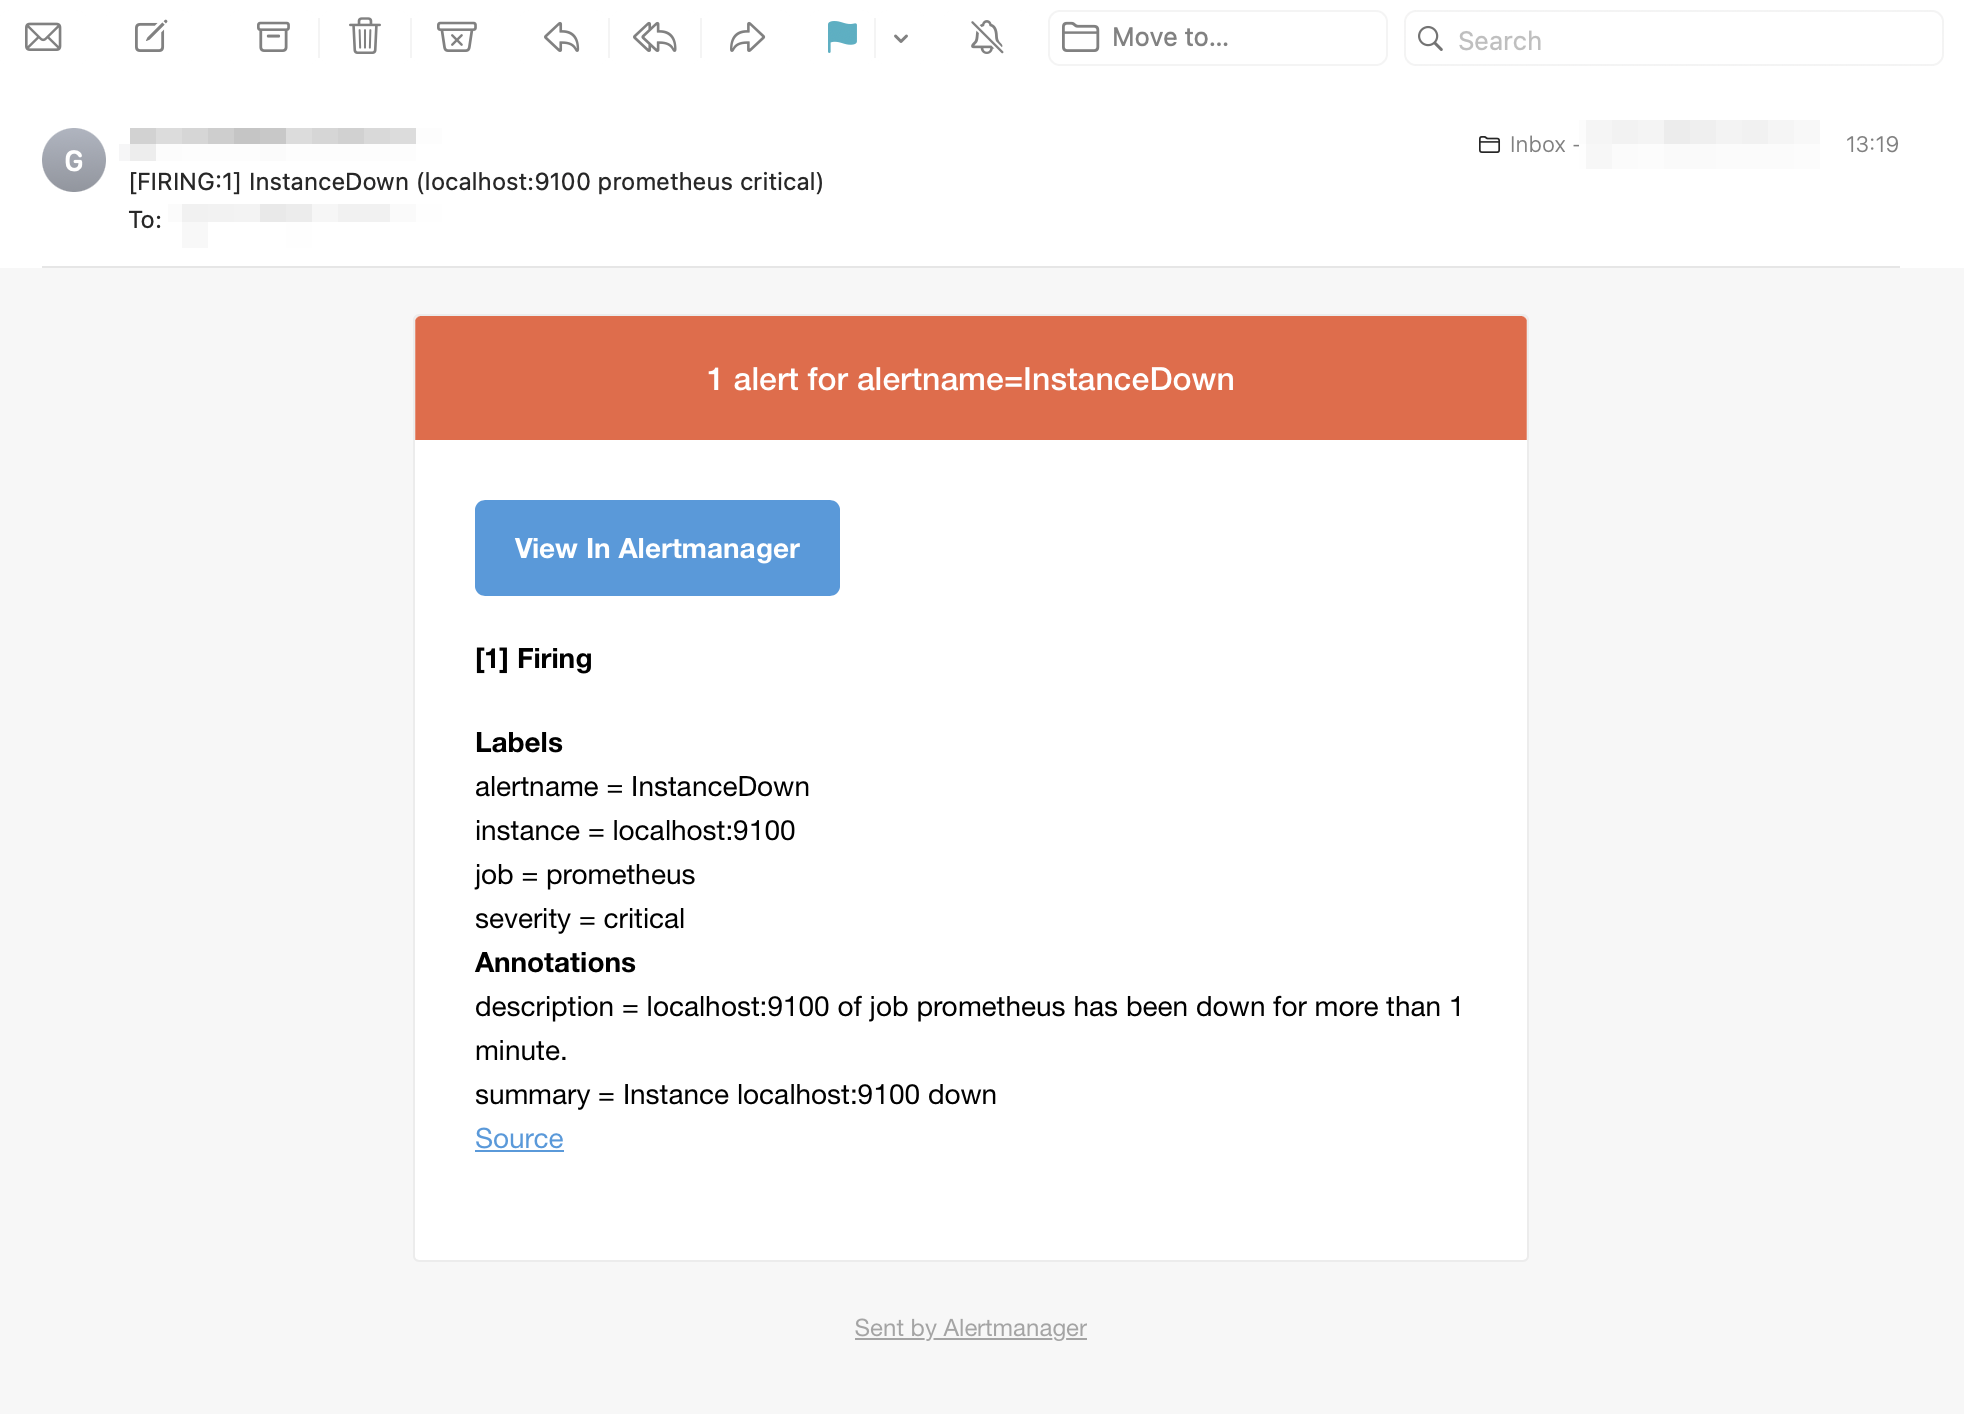 Move to...
Search
G
Inbox -
13:19
[FIRING:1] InstanceDown (localhost:9100 prometheus critical)
To:
1 alert for alertname=InstanceDown
View In Alertmanager
[1] Firing
Labels
alertname = InstanceDown
instance = localhost:9100
job = prometheus
severity = critical
Annotations
description = localhost:9100 of job prometheus has been down for more than 1
minute.
summary = Instance localhost:9100 down
Source
Sent by Alertmanager